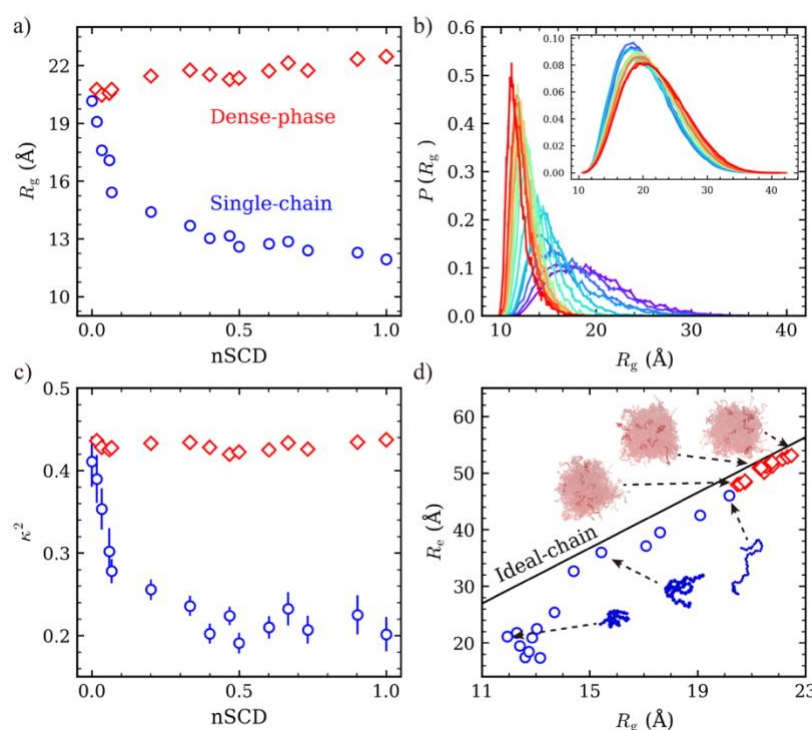 a)
22
19
16
13
10
R_g (Å)
Dense-phase
Single-chain
0.0 0.5 1.0
nSCD
b)
0.6
0.5
0.4
0.3
0.2
0.1
0.0
P(R_g)
0.10
0.08
0.06
0.04
0.02
0.00
10 20 30 40
10 20 30 40
R_g (Å)
c)
0.5
0.4
0.3
0.2
κ²
0.0 0.5 1.0
nSCD
d)
60
50
40
30
20
R_e (Å)
Ideal-chain
11 15 19 23
R_g (Å)